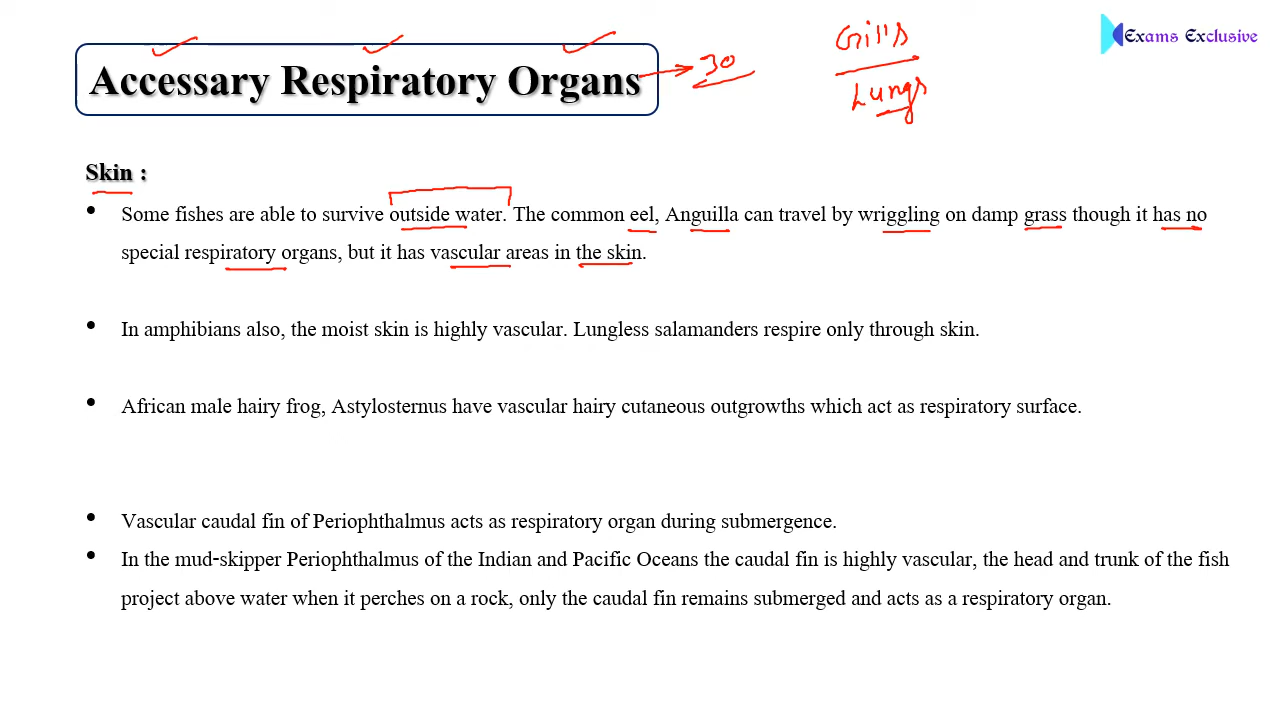 Gills
Exams Exclusive
Accessary Respiratory Organs
30
Lungs
Skin :
• Some fishes are able to survive outside water. The common eel, Anguilla can travel by wriggling on damp grass though it has no
special respiratory organs, but it has vascular areas in the skin.
• In amphibians also, the moist skin is highly vascular. Lungless salamanders respire only through skin.
• African male hairy frog, Astylosternus have vascular hairy cutaneous outgrowths which act as respiratory surface.
• Vascular caudal fin of Periophthalmus acts as respiratory organ during submergence.
• In the mud-skipper Periophthalmus of the Indian and Pacific Oceans the caudal fin is highly vascular, the head and trunk of the fish
project above water when it perches on a rock, only the caudal fin remains submerged and acts as a respiratory organ.